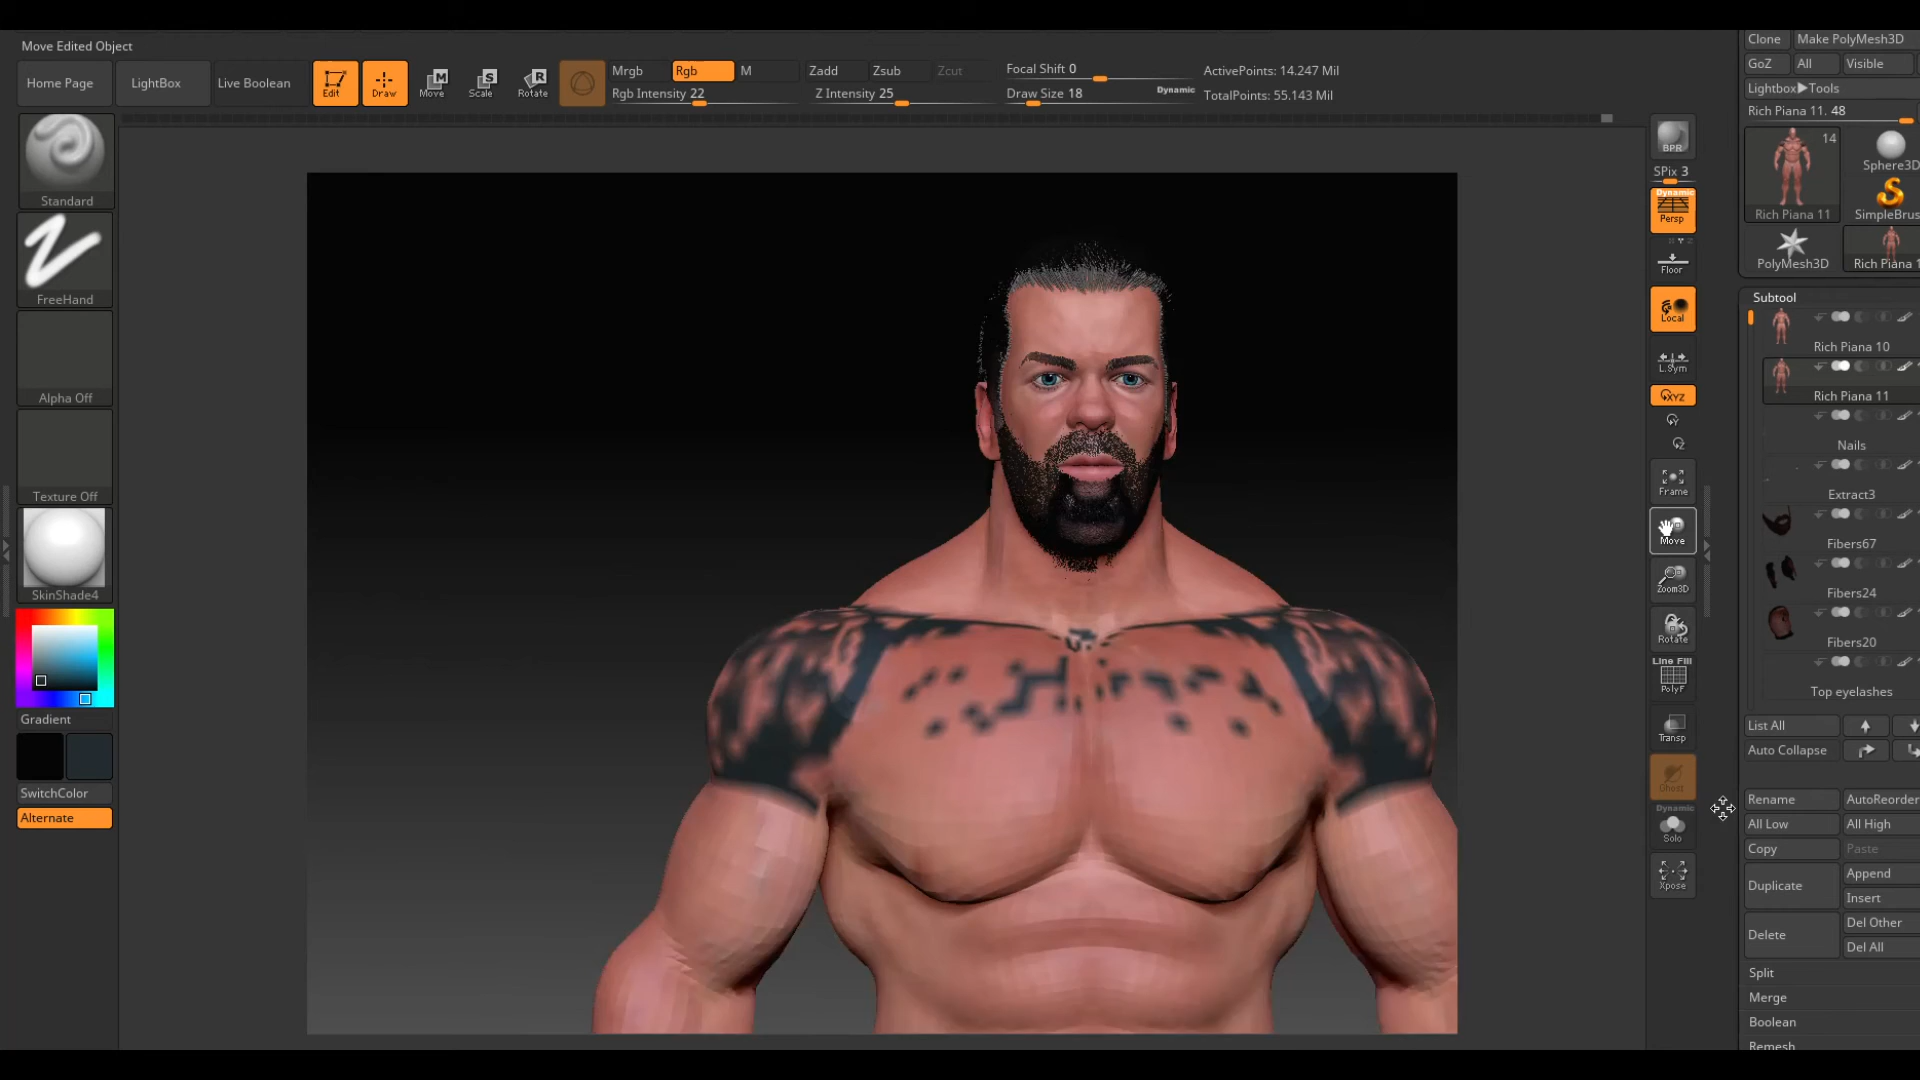 Move Edited Object
Home Page
LightBox
Live Boolean
Edit
Draw
Move
M
Scale
S
Rotate
R
Mrgb
Rgb
M
Rgb Intensity 22
Zadd
Zsub
Zcut
Z Intensity 25
Focal Shift 0
Draw Size 18
Dynamic
ActivePoints: 14.247 Mil
TotalPoints: 55.143 Mil
Standard
FreeHand
Alpha Off
Texture Off
SkinShade4
Gradient
SwitchColor
Alternate
BPR
SPix 3
Dynamic
Persp
Floor
Local
L.Sym
XYZ
Frame
Move
Zoom3D
Rotate
Line Fill
PolyF
Transp
Ghost
Dynamic
Solo
Xpose
Clone
Make PolyMesh3D
GoZ
All
Visible
Lightbox▶Tools
Rich Piana 11. 48
14
Rich Piana 11
Sphere3D
SimpleBrus
PolyMesh3D
Rich Piana 1
Subtool
Rich Piana 10
Rich Piana 11
Nails
Extract3
Fibers67
Fibers24
Fibers20
Top eyelashes
List All
Auto Collapse
Rename
AutoReorder
All Low
All High
Copy
Paste
Duplicate
Append
Insert
Delete
Del Other
Del All
Split
Merge
Boolean
Remesh